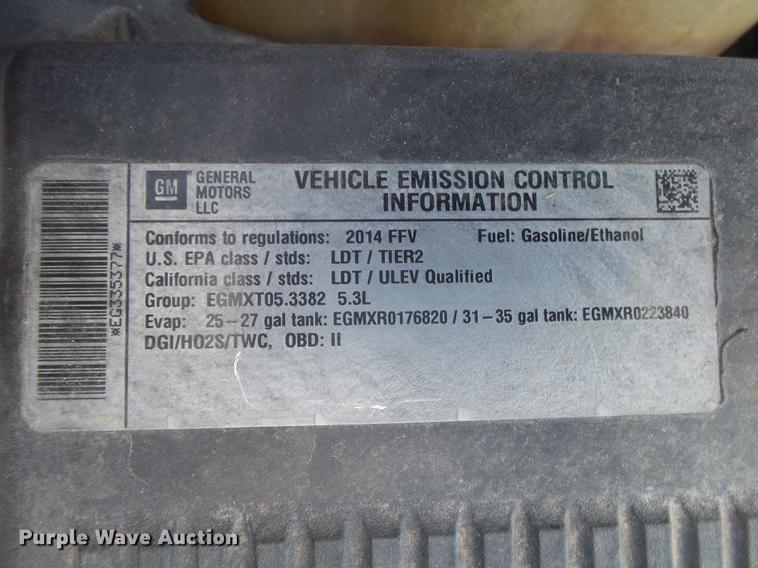 GM
GENERAL
MOTORS
LLC
VEHICLE EMISSION CONTROL
INFORMATION
Conforms to regulations: 2014 FFV Fuel: Gasoline/Ethanol
U.S. EPA class / stds: LDT / TIER2
California class / stds: LDT / ULEV Qualified
Group: EGMXT05.3382 5.3L
Evap: 25-27 gal tank: EGMXR0176820 / 31-35 gal tank: EGMXR0223840
DGI/HO2S/TWC, OBD: II
*EG335377*
Purple Wave Auction